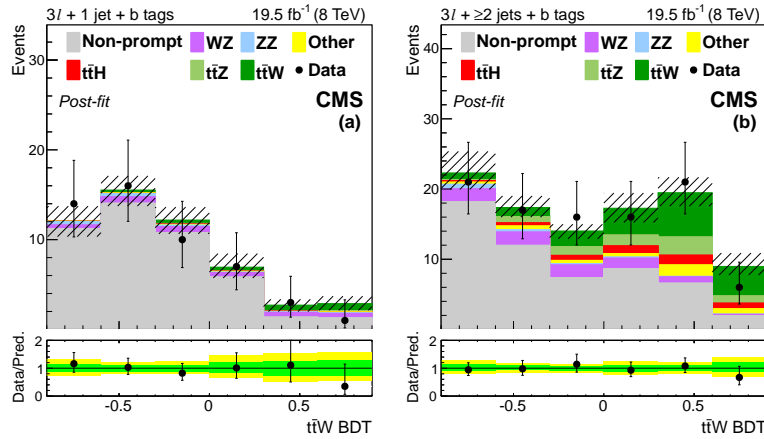 3l + 1 jet + b tags 19.5 fb⁻¹ (8 TeV)
Events
30
20
10
Non-prompt WZ ZZ Other
tt̄H tt̄Z tt̄W Data
Post-fit CMS
(a)
Data/Pred.
2
1
0
-0.5 0 0.5
tt̄W BDT
3l + ≥2 jets + b tags 19.5 fb⁻¹ (8 TeV)
Events
40
30
20
10
Non-prompt WZ ZZ Other
tt̄H tt̄Z tt̄W Data
Post-fit CMS
(b)
Data/Pred.
2
1
0
-0.5 0 0.5
tt̄W BDT